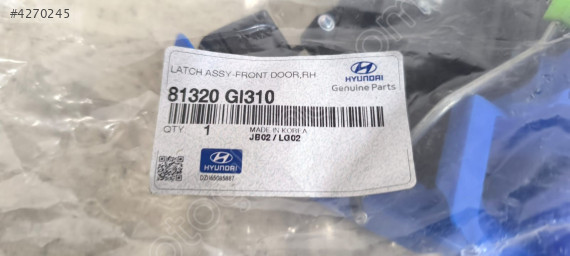 #4270245
LATCH ASSY-FRONT DOOR,RH
HYUNDAI
Genuine Parts
81320 GI310
QTY 1
MADE IN KOREA
JB02 / LG02
HYUNDAI